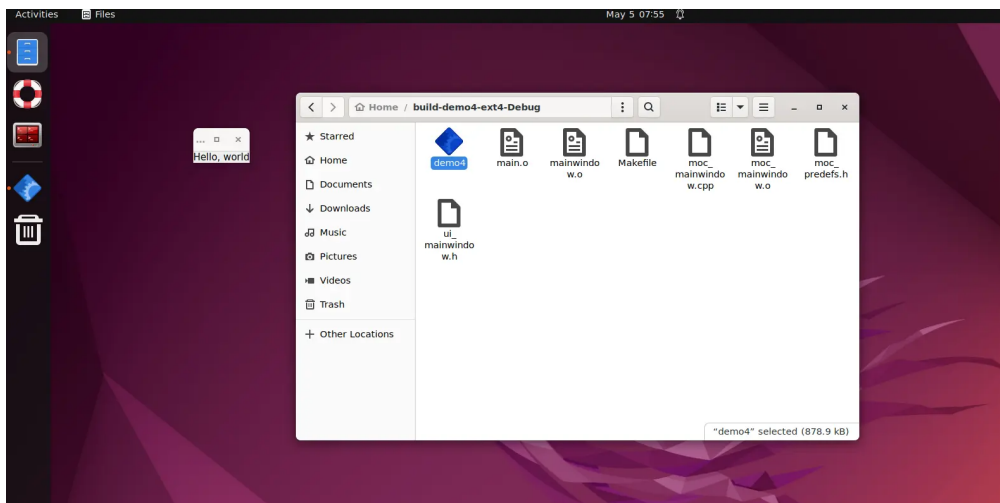 Activities Files May 5 07:55
Home / build-demo4-ext4-Debug
... 
Hello, world
Starred
Home
Documents
Downloads
Music
Pictures
Videos
Trash
+ Other Locations
demo4
main.o
mainwindo
w.o
Makefile
moc_
mainwindo
w.cpp
moc_
mainwindo
w.o
moc_
predefs.h
ui_
mainwindo
w.h
“demo4” selected (878.9 kB)